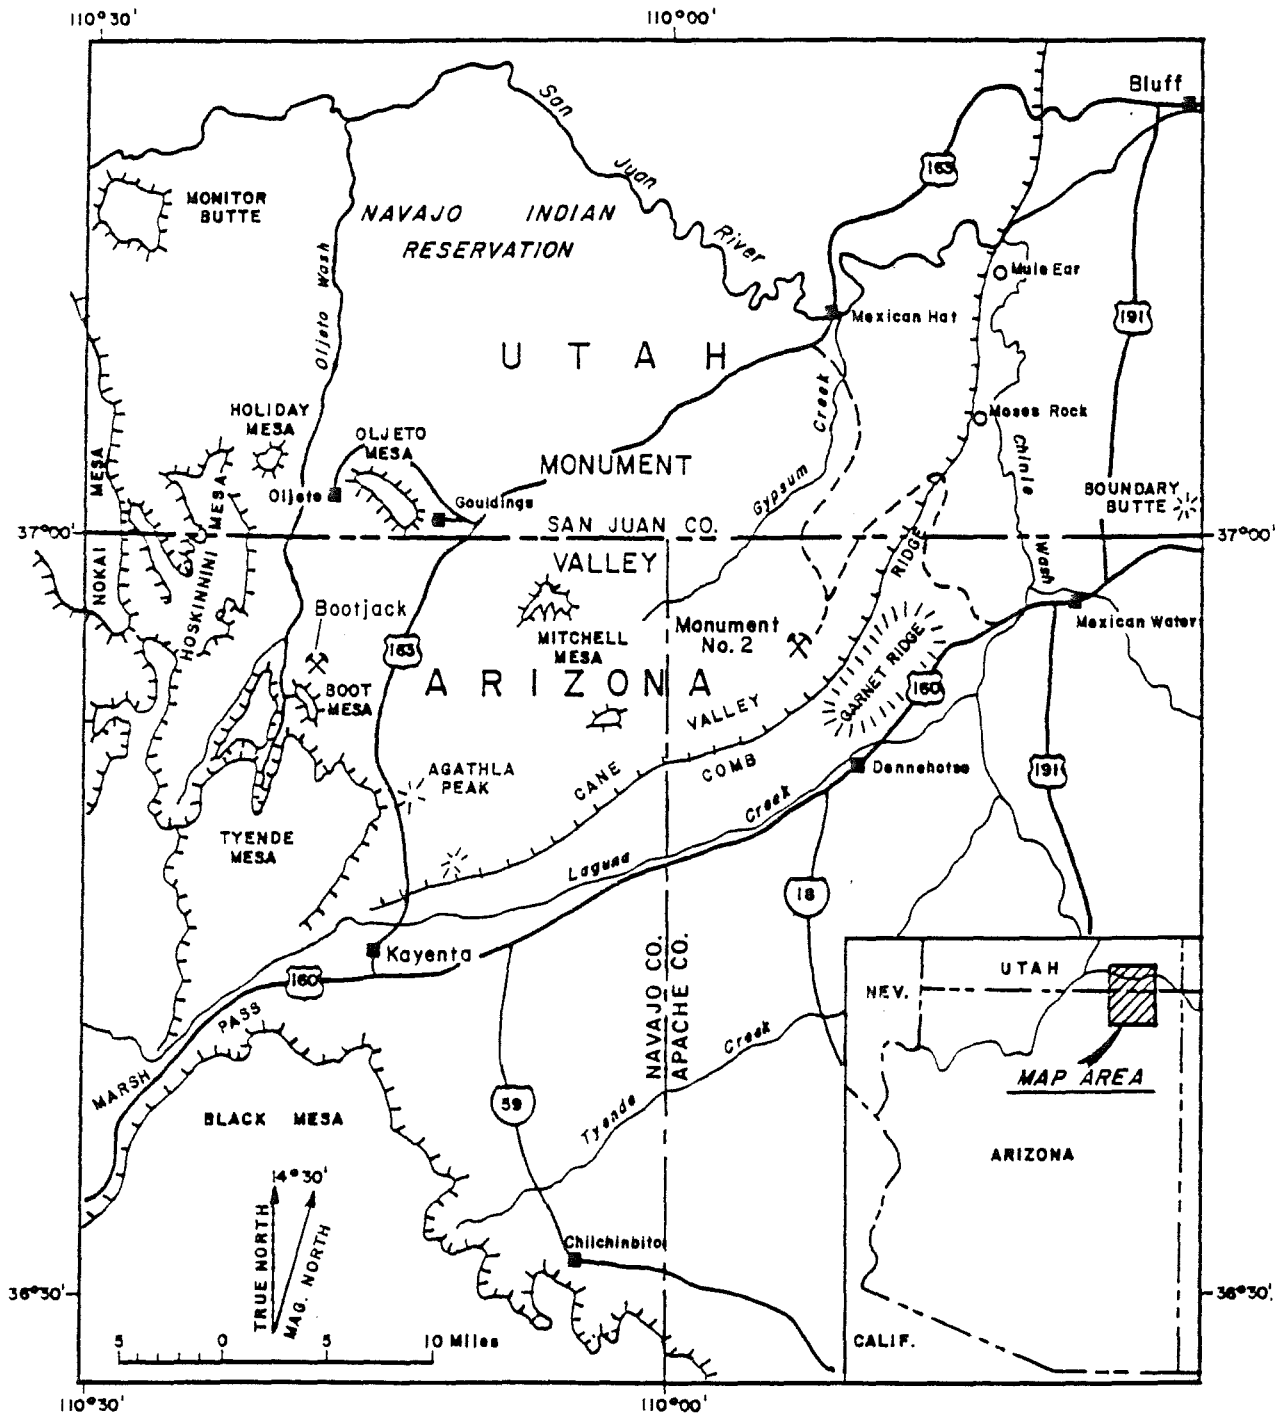 110°30'
110°00'
Bluff
San
Juan
River
163
MONITOR
BUTTE
NAVAJO INDIAN
RESERVATION
Oljeto Wash
Mule Ear
Mexican Hat
191
UTAH
Creek
Gypsum
HOLIDAY
MESA
OLJETO
MESA
Moses Rock
Chinle
Wash
NOKAI MESA
HOSKINNINI MESA
MONUMENT
Oljeto
Gouldings
BOUNDARY
BUTTE
37°00'
SAN JUAN CO.
37°00'
VALLEY
RIDGE
Bootjack
163
MITCHELL
MESA
Monument
No. 2
Mexican Water
GARNET RIDGE
160
BOOT
MESA
ARIZONA
VALLEY
CANE
COMB
AGATHLA
PEAK
Dennehotso
191
Creek
TYENDE
MESA
Laguna
18
Kayenta
160
NAVAJO CO.
APACHE CO.
UTAH
NEV.
PASS
MARSH
Creek
Tyende
MAP AREA
59
BLACK MESA
ARIZONA
14°30'
TRUE NORTH
MAG. NORTH
Chilchinbito
36°30'
36°30'
5 0 5 10 Miles
CALIF.
110°30'
110°00'